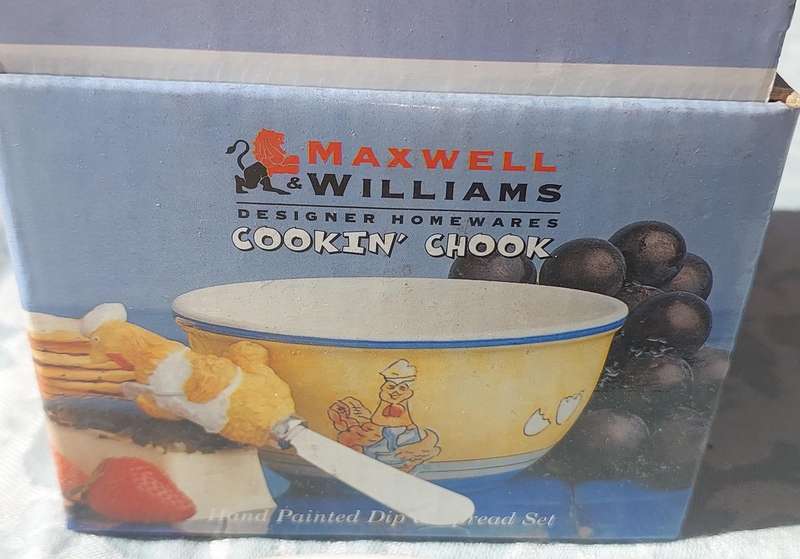 MAXWELL
& WILLIAMS
DESIGNER HOMEWARES
COOKIN' CHOOK
Hand Painted Dip & Spread Set